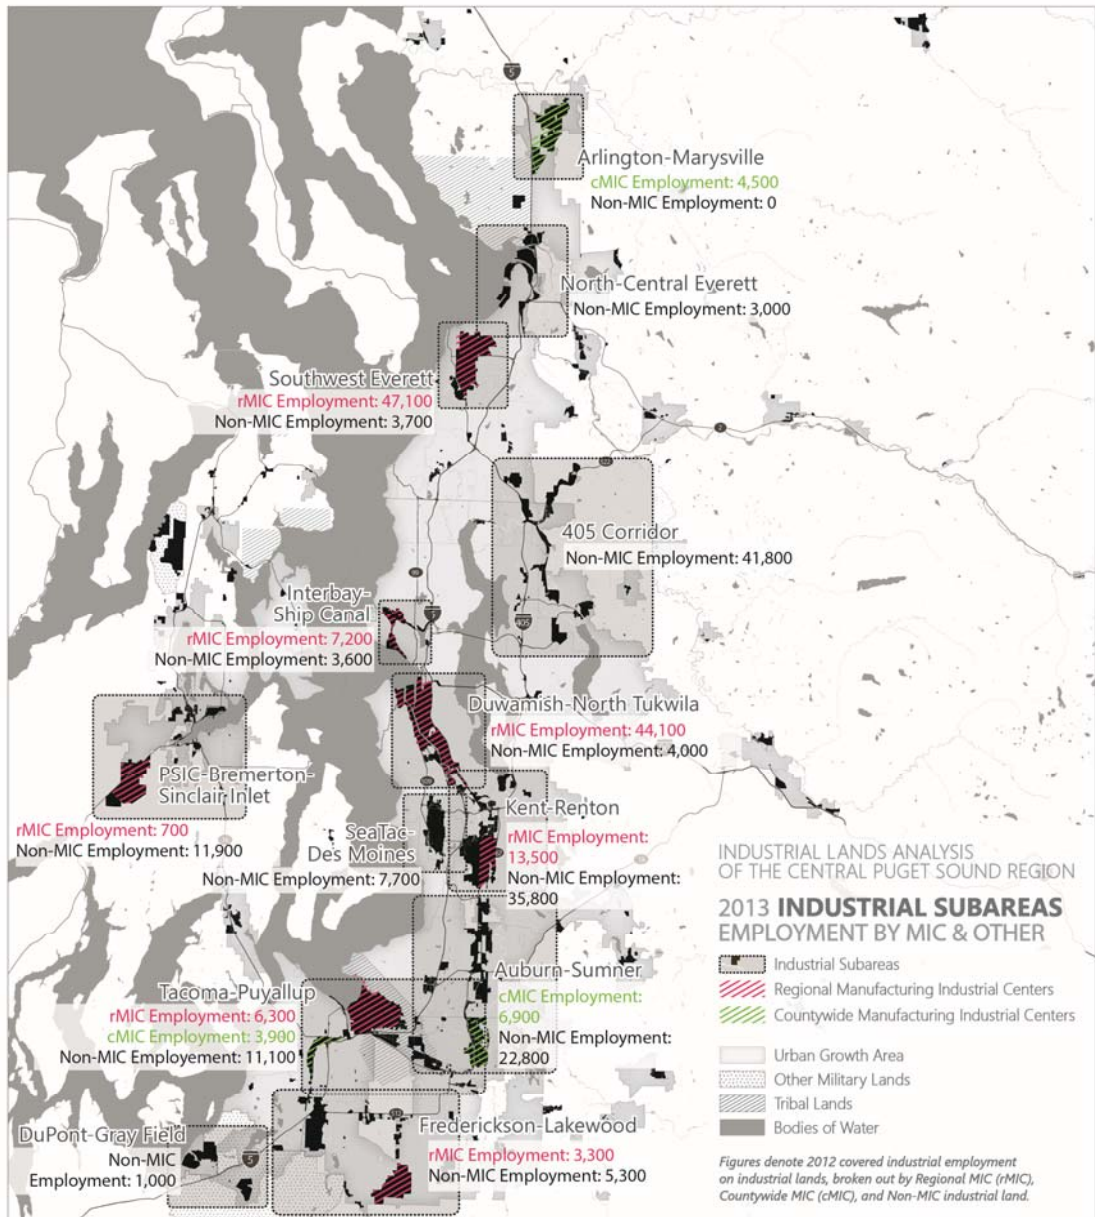 5
Arlington-Marysville
cMIC Employment: 4,500
Non-MIC Employment: 0
North-Central Everett
Non-MIC Employment: 3,000
Southwest Everett
rMIC Employment: 47,100
Non-MIC Employment: 3,700
2
405 Corridor
Non-MIC Employment: 41,800
Interbay-
Ship Canal
rMIC Employment: 7,200
Non-MIC Employment: 3,600
5
405
Duwamish-North Tukwila
rMIC Employment: 44,100
Non-MIC Employment: 4,000
PSIC-Bremerton-
Sinclair Inlet
rMIC Employment: 700
Non-MIC Employment: 11,900
SeaTac-
Des Moines
Non-MIC Employment: 7,700
Kent-Renton
rMIC Employment:
13,500
Non-MIC Employment:
35,800
Auburn-Sumner
cMIC Employment:
6,900
Non-MIC Employment:
22,800
Tacoma-Puyallup
rMIC Employment: 6,300
cMIC Employment: 3,900
Non-MIC Employement: 11,100
DuPont-Gray Field
Non-MIC
Employment: 1,000
5
Frederickson-Lakewood
rMIC Employment: 3,300
Non-MIC Employment: 5,300
INDUSTRIAL LANDS ANALYSIS
OF THE CENTRAL PUGET SOUND REGION
2013 INDUSTRIAL SUBAREAS
EMPLOYMENT BY MIC & OTHER
Industrial Subareas
Regional Manufacturing Industrial Centers
Countywide Manufacturing Industrial Centers
Urban Growth Area
Other Military Lands
Tribal Lands
Bodies of Water
Figures denote 2012 covered industrial employment
on industrial lands, broken out by Regional MIC (rMIC),
Countywide MIC (cMIC), and Non-MIC industrial land.